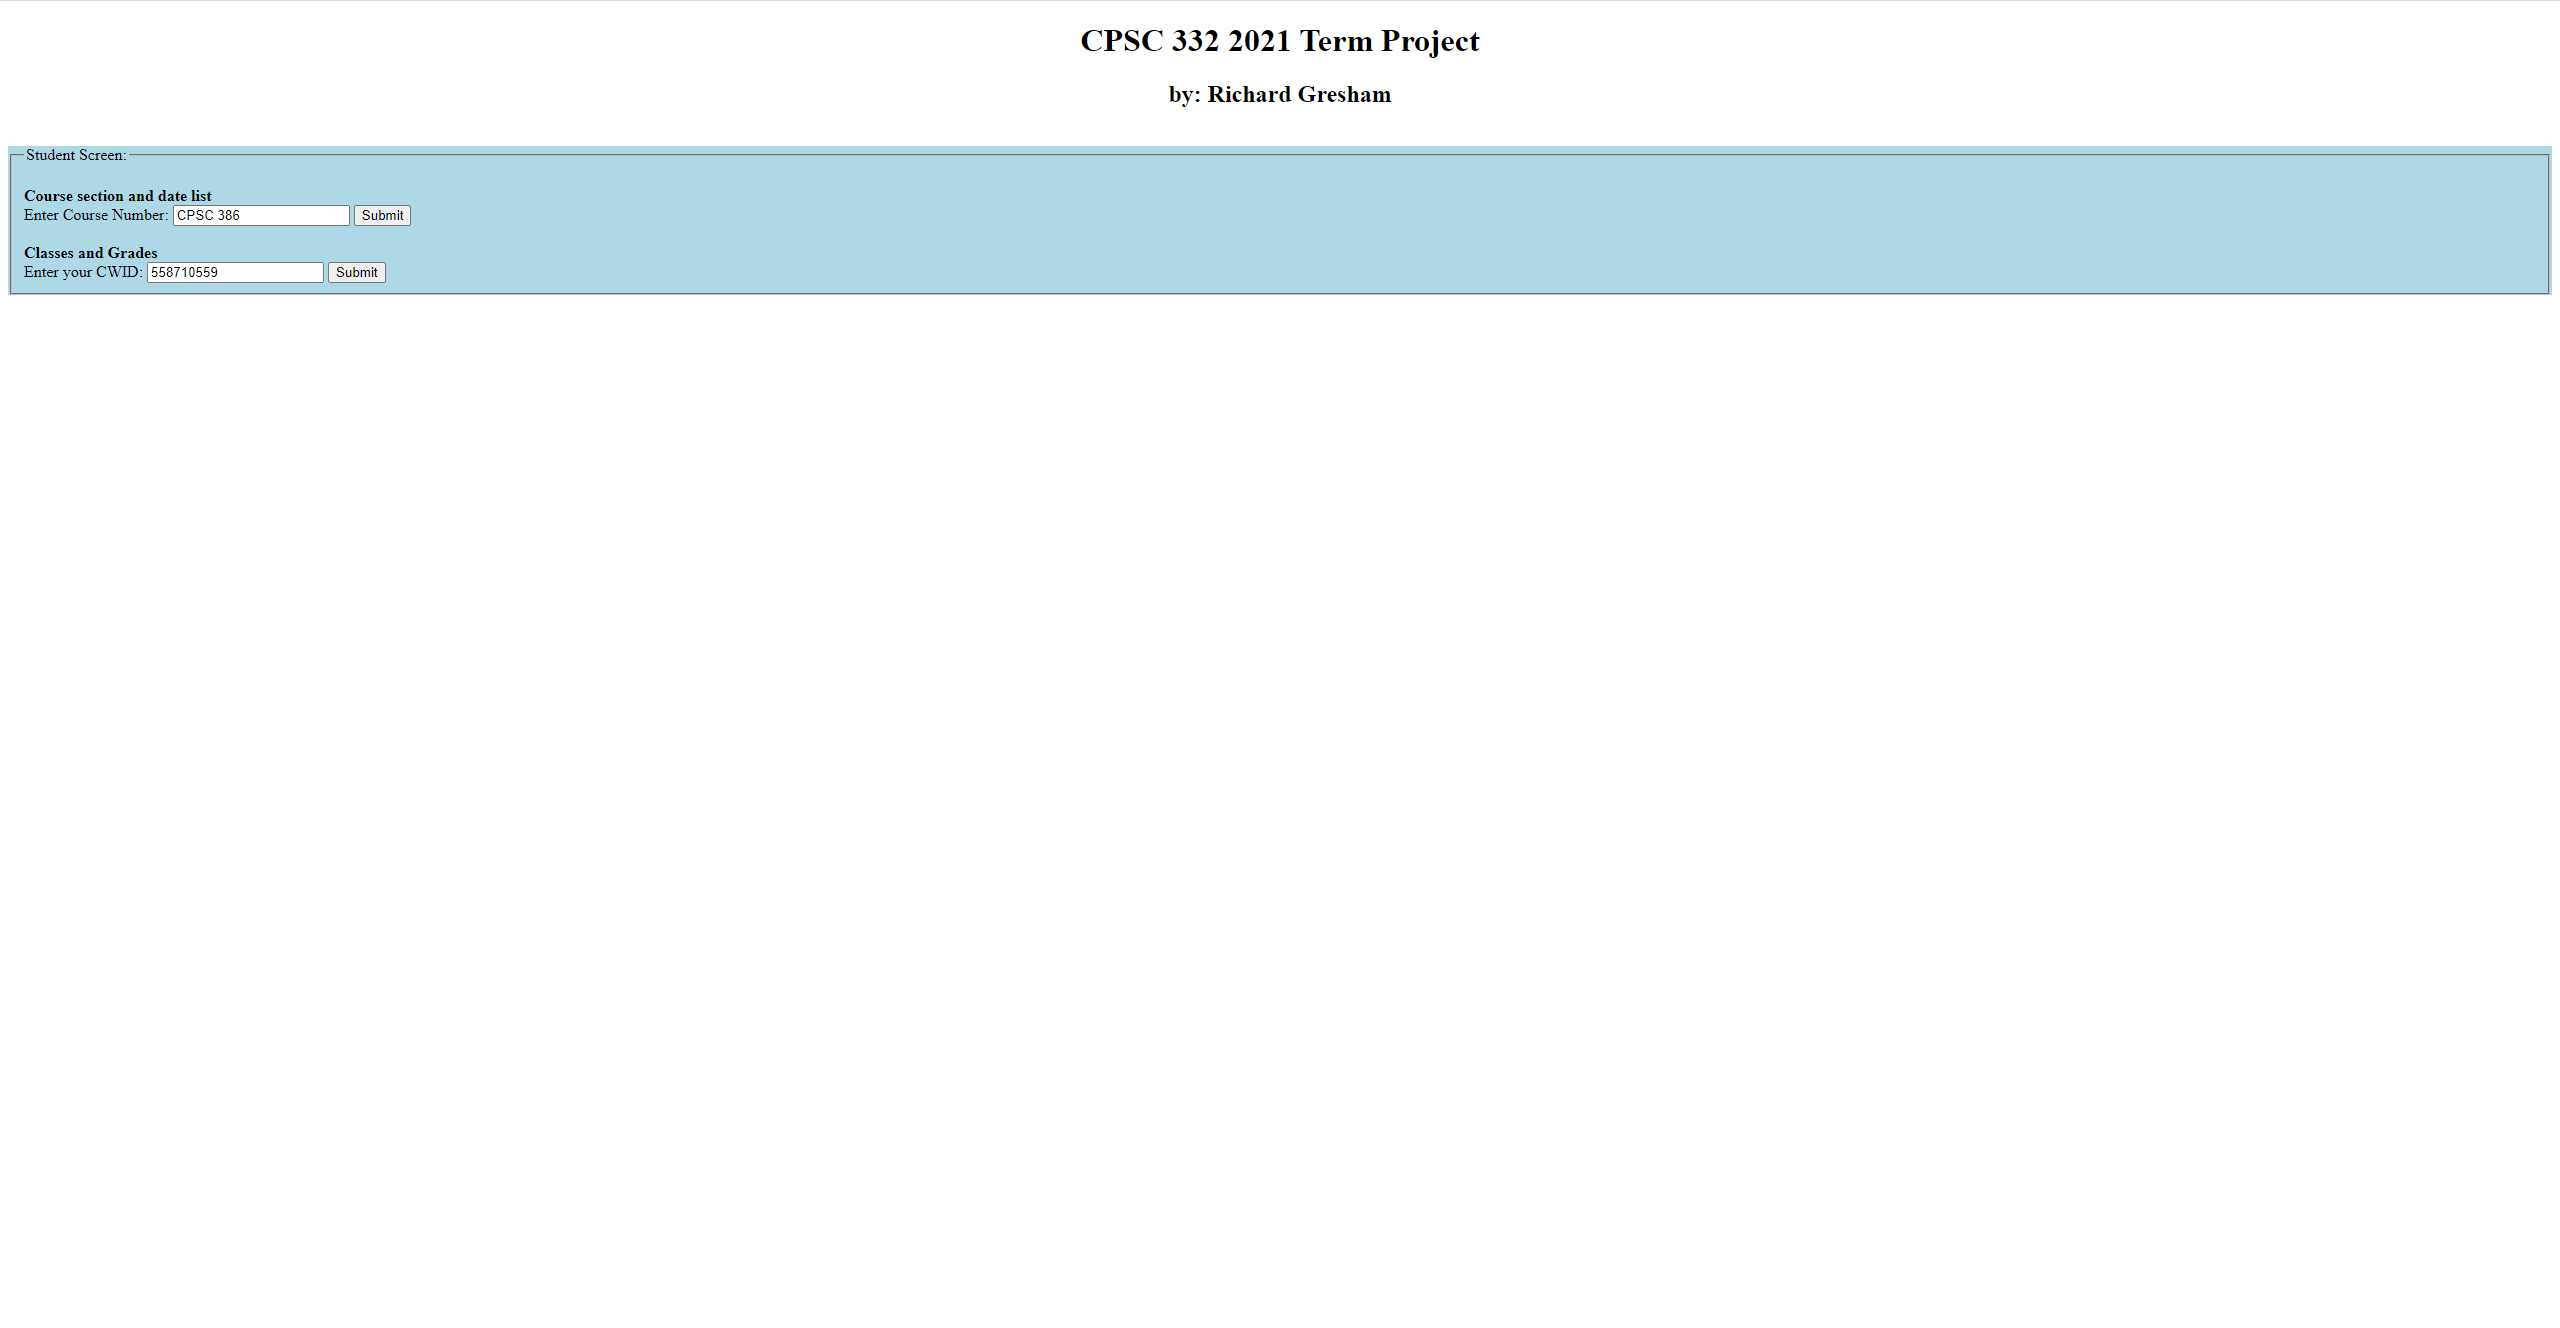 CPSC 332 2021 Term Project
by: Richard Gresham
Student Screen:
Course section and date list
Enter Course Number: CPSC 386 Submit
Classes and Grades
Enter your CWID: 558710559 Submit